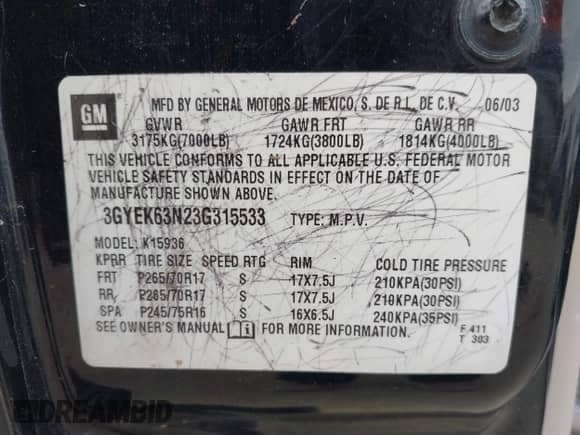 GM
MFD BY GENERAL MOTORS DE MEXICO, S. DE R.L. DE C.V. 06/03
GVWR GAWR FRT GAWR RR
3175KG(7000LB) 1724KG(3800LB) 1814KG(4000LB)
THIS VEHICLE CONFORMS TO ALL APPLICABLE U.S. FEDERAL MOTOR
VEHICLE SAFETY STANDARDS IN EFFECT ON THE DATE OF
MANUFACTURE SHOWN ABOVE.
3GYEK63N23G315533 TYPE: M.P.V.
MODEL: K15936
KPRR TIRE SIZE SPEED RTG RIM COLD TIRE PRESSURE
FRT P265/70R17 S 17X7.5J 210KPA(30PSI)
RR P265/70R17 S 17X7.5J 210KPA(30PSI)
SPA P245/75R16 S 16X6.5J 240KPA(35PSI)
SEE OWNER'S MANUAL FOR MORE INFORMATION. F 411
T 303
DREAMBID